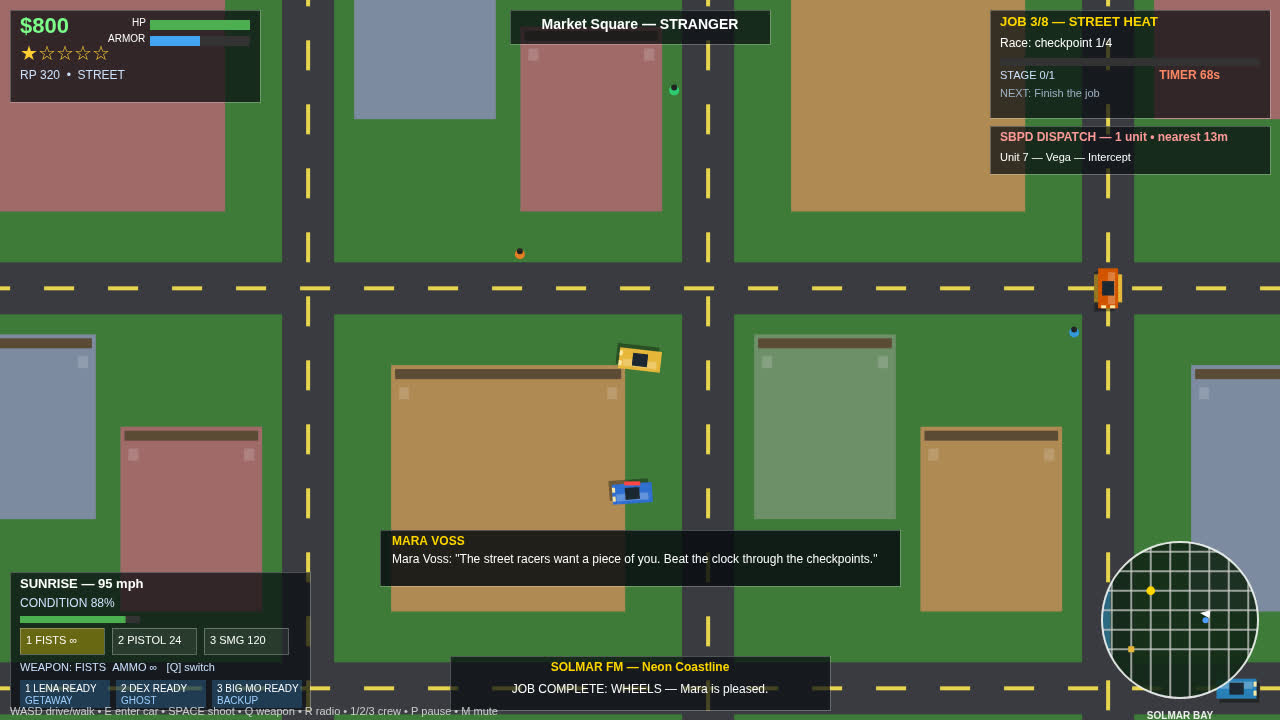 $800
HP
ARMOR
★☆☆☆☆
RP 320 • STREET
Market Square — STRANGER
JOB 3/8 — STREET HEAT
Race: checkpoint 1/4
STAGE 0/1
TIMER 68s
NEXT: Finish the job
SBPD DISPATCH — 1 unit • nearest 13m
Unit 7 — Vega — Intercept
MARA VOSS
Mara Voss: "The street racers want a piece of you. Beat the clock through the checkpoints."
SUNRISE — 95 mph
CONDITION 88%
1 FISTS ∞
2 PISTOL 24
3 SMG 120
WEAPON: FISTS AMMO ∞ [Q] switch
1 LENA READY
GETAWAY
2 DEX READY
GHOST
3 BIG MO READY
BACKUP
WASD drive/walk • E enter car • SPACE shoot • Q weapon • R radio • 1/2/3 crew • P pause • M mute
SOLMAR FM — Neon Coastline
JOB COMPLETE: WHEELS — Mara is pleased.
SOLMAR BAY